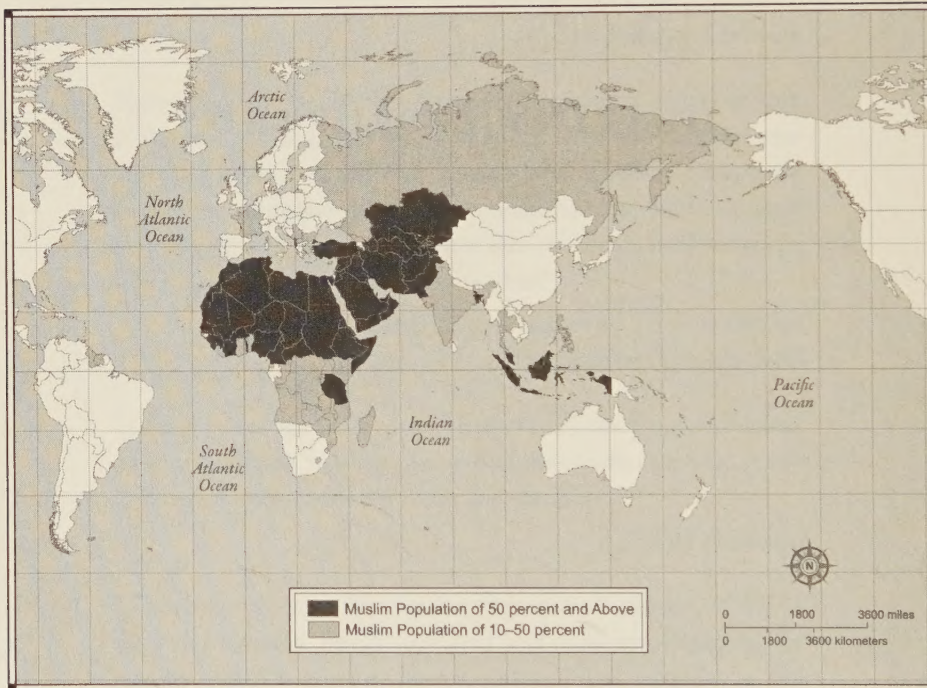 Arctic
Ocean
North
Atlantic
Ocean
Pacific
Ocean
Indian
Ocean
South
Atlantic
Ocean
N
Muslim Population of 50 percent and Above
Muslim Population of 10–50 percent
0 1800 3600 miles
0 1800 3600 kilometers